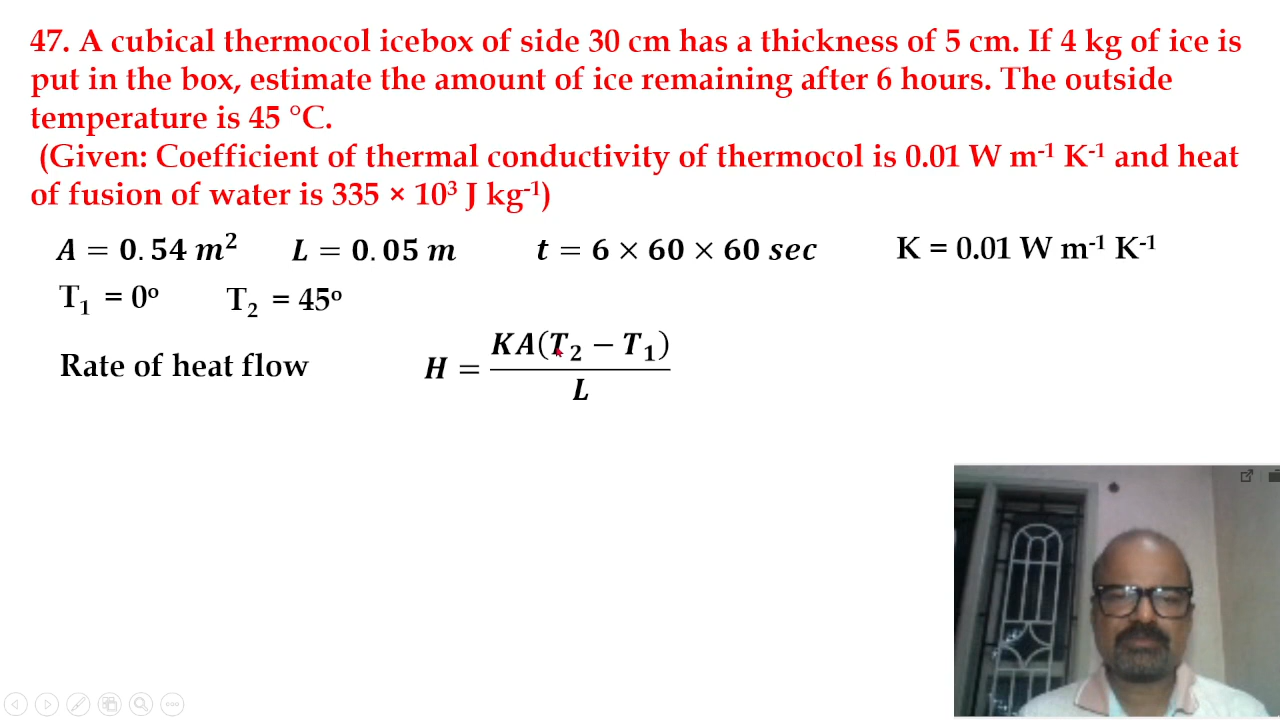 47. A cubical thermocol icebox of side 30 cm has a thickness of 5 cm. If 4 kg of ice is
put in the box, estimate the amount of ice remaining after 6 hours. The outside
temperature is 45 °C.
(Given: Coefficient of thermal conductivity of thermocol is 0.01 W m⁻¹ K⁻¹ and heat
of fusion of water is 335 × 10³ J kg⁻¹)
A = 0.54 m² L = 0.05 m t = 6 × 60 × 60 sec K = 0.01 W m⁻¹ K⁻¹
T₁ = 0º T₂ = 45º
Rate of heat flow H = KA(T₂ − T₁) / L